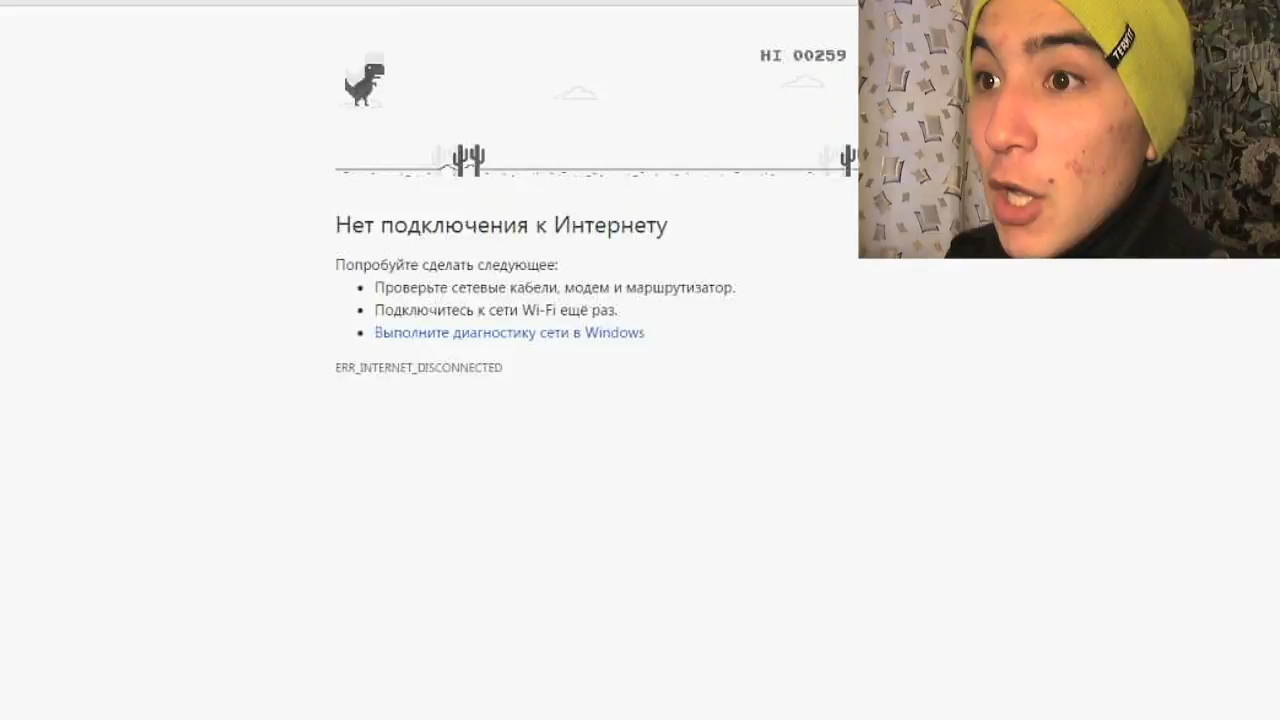 HI 00259
TERRIT
Нет подключения к Интернету
Попробуйте сделать следующее:
Проверьте сетевые кабели, модем и маршрутизатор.
Подключитесь к сети Wi-Fi ещё раз.
Выполните диагностику сети в Windows
ERR_INTERNET_DISCONNECTED